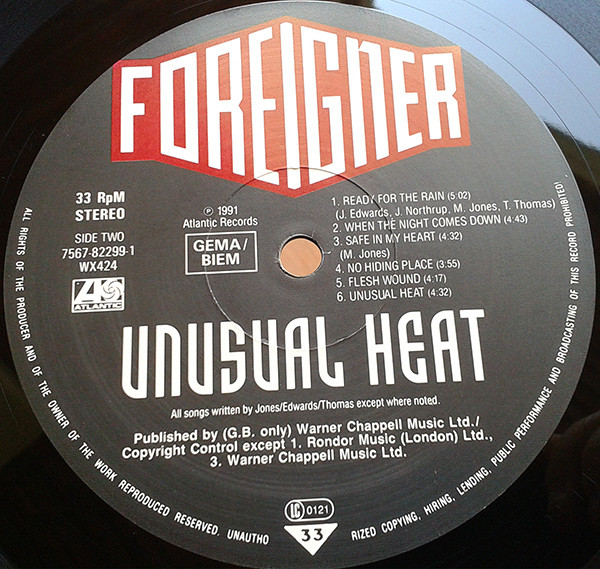 FOREIGNER
33 RpM
STEREO
SIDE TWO
7567-82299-1
WX424
ATLANTIC
℗ 1991
Atlantic Records
GEMA/
BIEM
1. READY FOR THE RAIN (5:02)
(J. Edwards, J. Northrup, M. Jones, T. Thomas)
2. WHEN THE NIGHT COMES DOWN (4:43)
3. SAFE IN MY HEART (4:32)
(M. Jones)
4. NO HIDING PLACE (3:55)
5. FLESH WOUND (4:17)
6. UNUSUAL HEAT (4:32)
UNUSUAL HEAT
All songs written by Jones/Edwards/Thomas except where noted.
Published by (G.B. only) Warner Chappell Music Ltd./
Copyright Control except 1. Rondor Music (London) Ltd.,
3. Warner Chappell Music Ltd.
LC 0121
33
ALL RIGHTS OF THE PRODUCER AND OF THE OWNER OF THE WORK REPRODUCED RESERVED. UNAUTHO
RIZED COPYING, HIRING, LENDING, PUBLIC PERFORMANCE AND BROADCASTING OF THIS RECORD PROHIBITED!